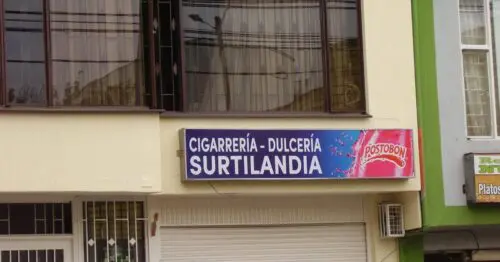 CIGARRERÍA - DULCERÍA
SURTILANDIA
POSTOBON
Platos